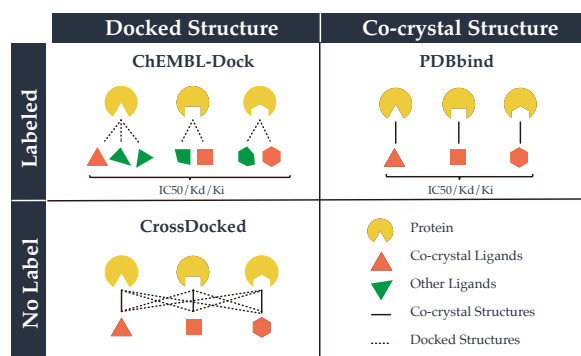 Docked Structure
Co-crystal Structure
Labeled
ChEMBL-Dock
PDBbind
IC50/Kd/Ki
IC50/Kd/Ki
No Label
CrossDocked
Protein
Co-crystal Ligands
Other Ligands
Co-crystal Structures
Docked Structures